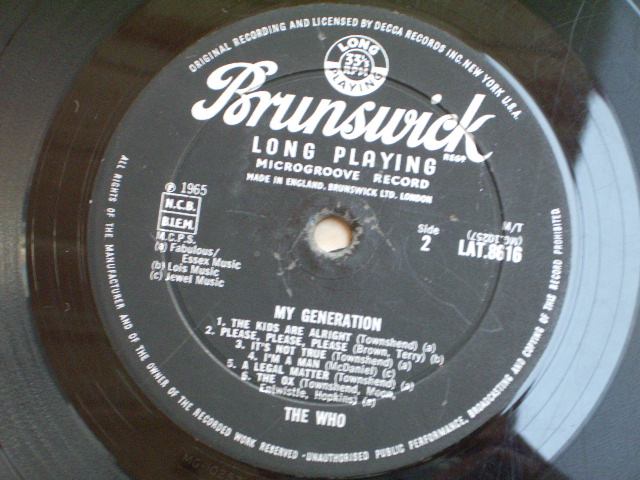 ORIGINAL RECORDING AND LICENSED BY DECCA RECORDS INC. NEW YORK U.S.A.
LONG
33⅓
R.P.M.
PLAYING
Brunswick
REGD
LONG PLAYING
MICROGROOVE RECORD
MADE IN ENGLAND, BRUNSWICK LTD. LONDON
℗ 1965
N.C.B.
B.I.E.M.
M.C.P.S.
(a) Fabulous/
Essex Music
(b) Lois Music
(c) Jewel Music
T/W
Side
2
LAT.8616
MY GENERATION
1. THE KIDS ARE ALRIGHT (Townshend) (a)
2. PLEASE, PLEASE, PLEASE (Brown, Terry) (b)
3. IT'S NOT TRUE (Townshend) (a)
4. I'M A MAN (McDaniel) (c)
5. A LEGAL MATTER (Townshend) (a)
6. THE OX (Townshend, Moon,
Entwistle, Hopkins) (a)
THE WHO
ALL RIGHTS OF THE MANUFACTURER AND OF THE OWNER OF THE RECORDED WORK RESERVED - UNAUTHORISED PUBLIC PERFORMANCE, BROADCASTING AND COPYING OF THIS RECORD PROHIBITED